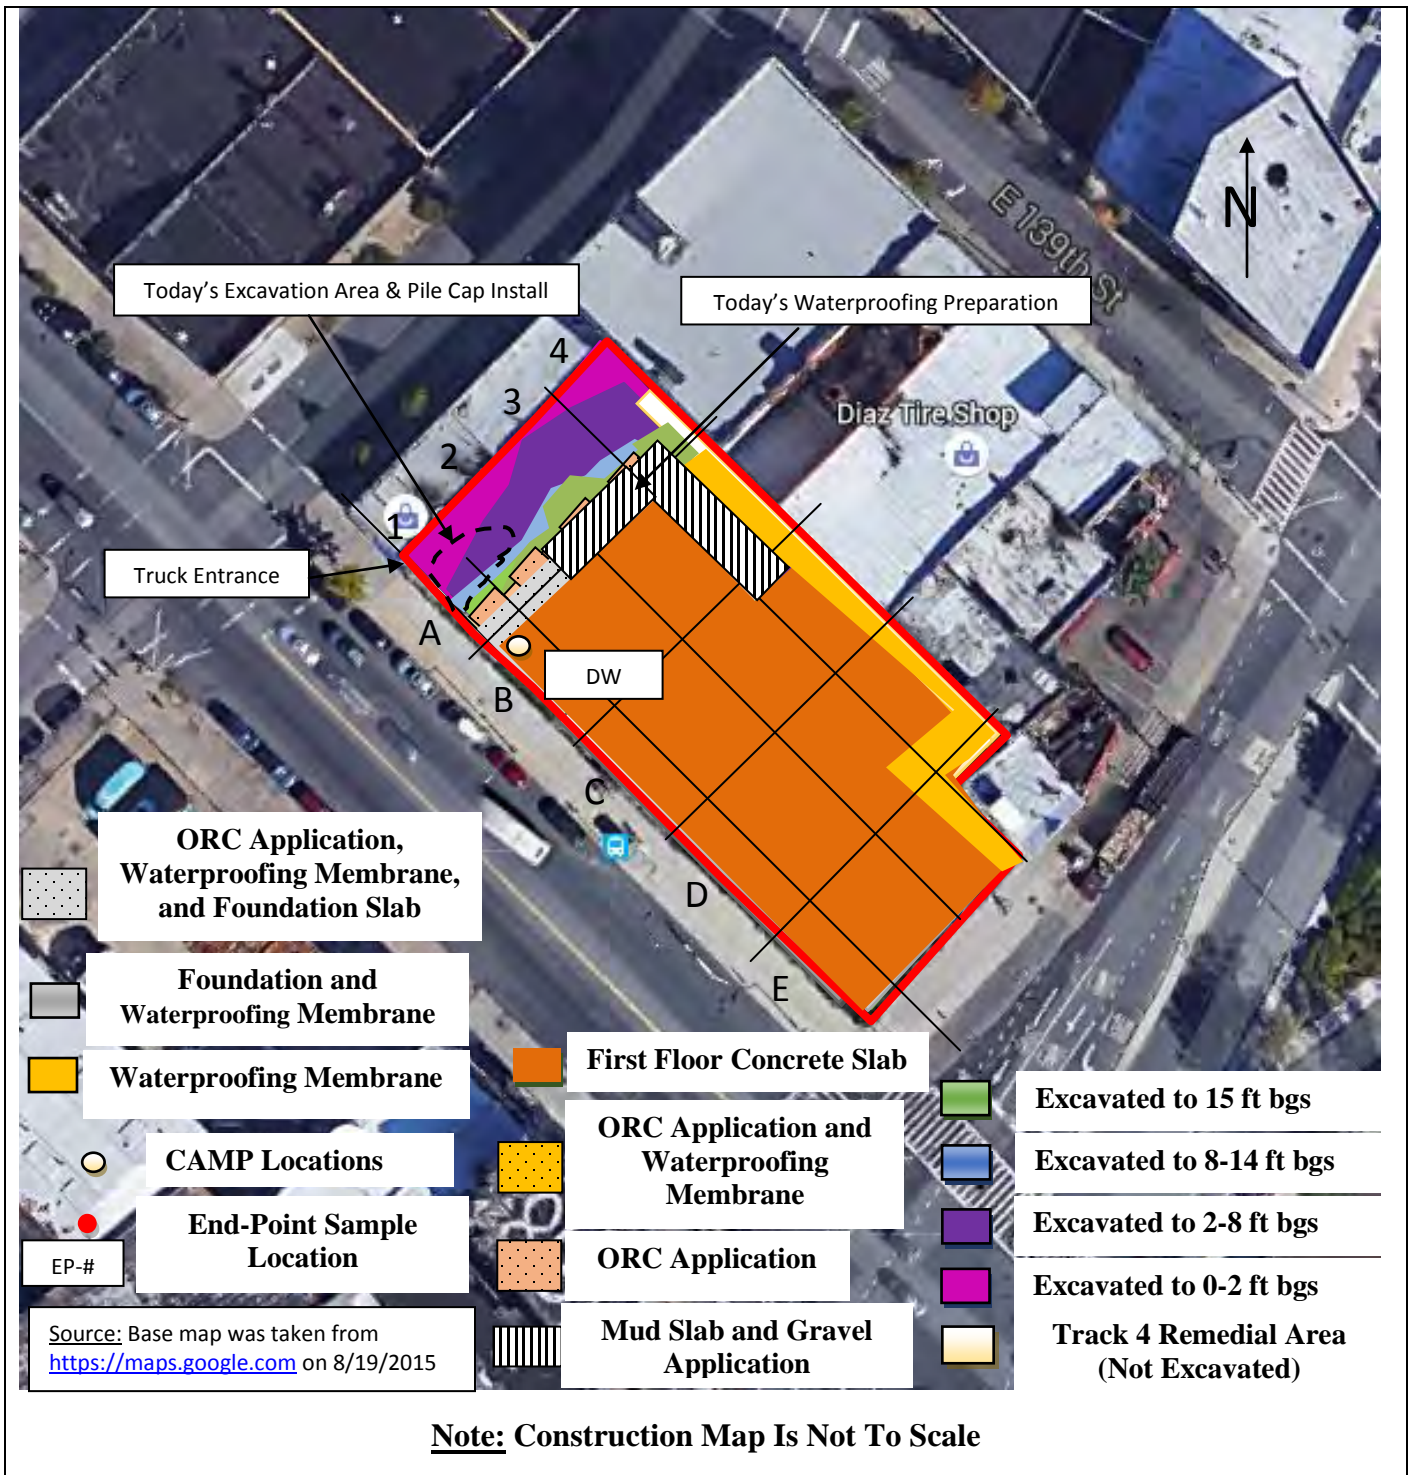 E 139th St
N
Today's Excavation Area & Pile Cap Install
Today's Waterproofing Preparation
4
3
Diaz Tire Shop
2
1
Truck Entrance
A
DW
B
C
D
E
ORC Application,
Waterproofing Membrane,
and Foundation Slab
Foundation and
Waterproofing Membrane
Waterproofing Membrane
CAMP Locations
End-Point Sample
Location
EP-#
Source: Base map was taken from
https://maps.google.com on 8/19/2015
First Floor Concrete Slab
ORC Application and
Waterproofing
Membrane
ORC Application
Mud Slab and Gravel
Application
Excavated to 15 ft bgs
Excavated to 8-14 ft bgs
Excavated to 2-8 ft bgs
Excavated to 0-2 ft bgs
Track 4 Remedial Area
(Not Excavated)
Note: Construction Map Is Not To Scale